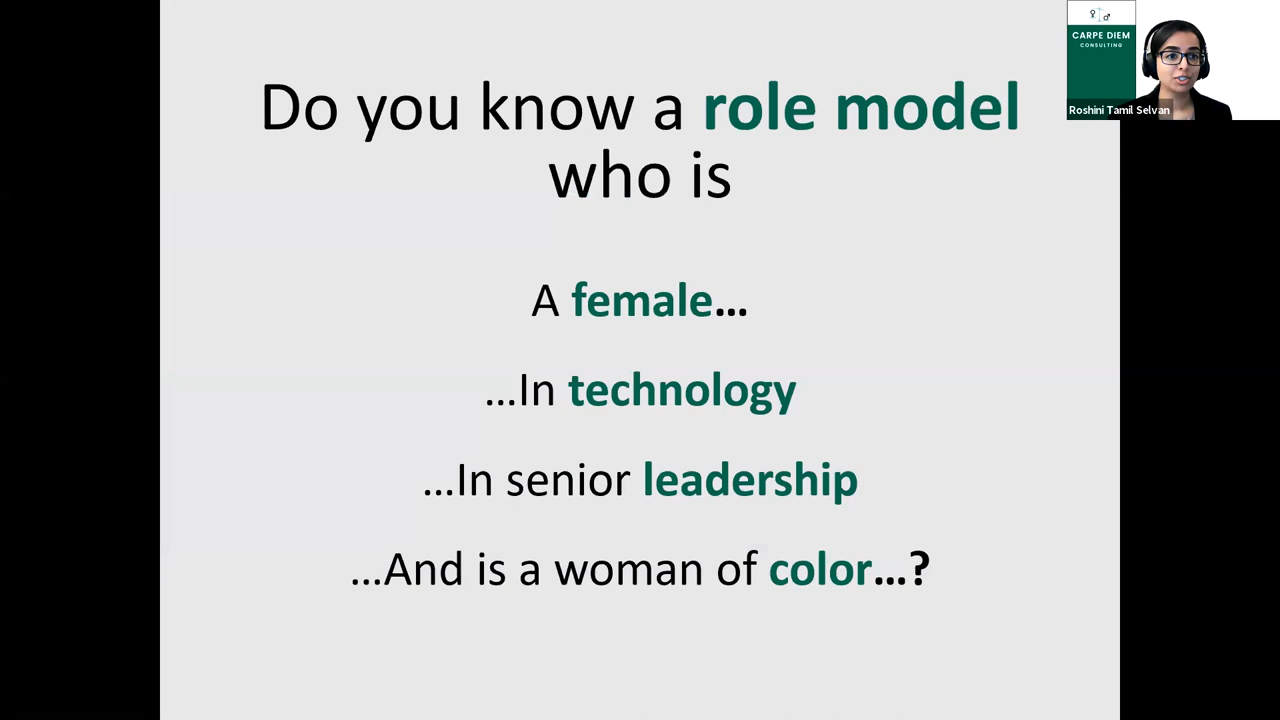 Do you know a role model
who is
A female...
...In technology
...In senior leadership
...And is a woman of color...?
CARPE DIEM
CONSULTING
Roshini Tamil Selvan